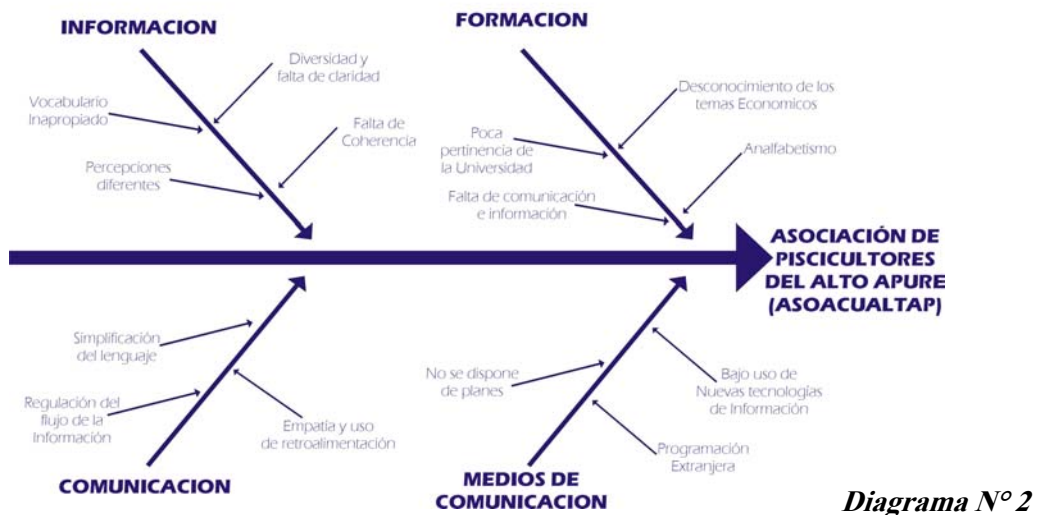 INFORMACION
Diversidad y
falta de claridad
Vocabulario
Inapropiado
Falta de
Coherencia
Percepciones
diferentes
FORMACION
Desconocimiento de los
temas Economicos
Poca
pertinencia de
la Universidad
Analfabetismo
Falta de comunicación
e información
ASOCIACIÓN DE
PISCICULTORES
DEL ALTO APURE
(ASOACUALTAP)
Simplificación
del lenguaje
Regulación del
flujo de la
Información
Empatía y uso
de retroalimentación
COMUNICACION
No se dispone
de planes
Bajo uso de
Nuevas tecnologías
de Información
Programación
Extranjera
MEDIOS DE
COMUNICACION
Diagrama N° 2